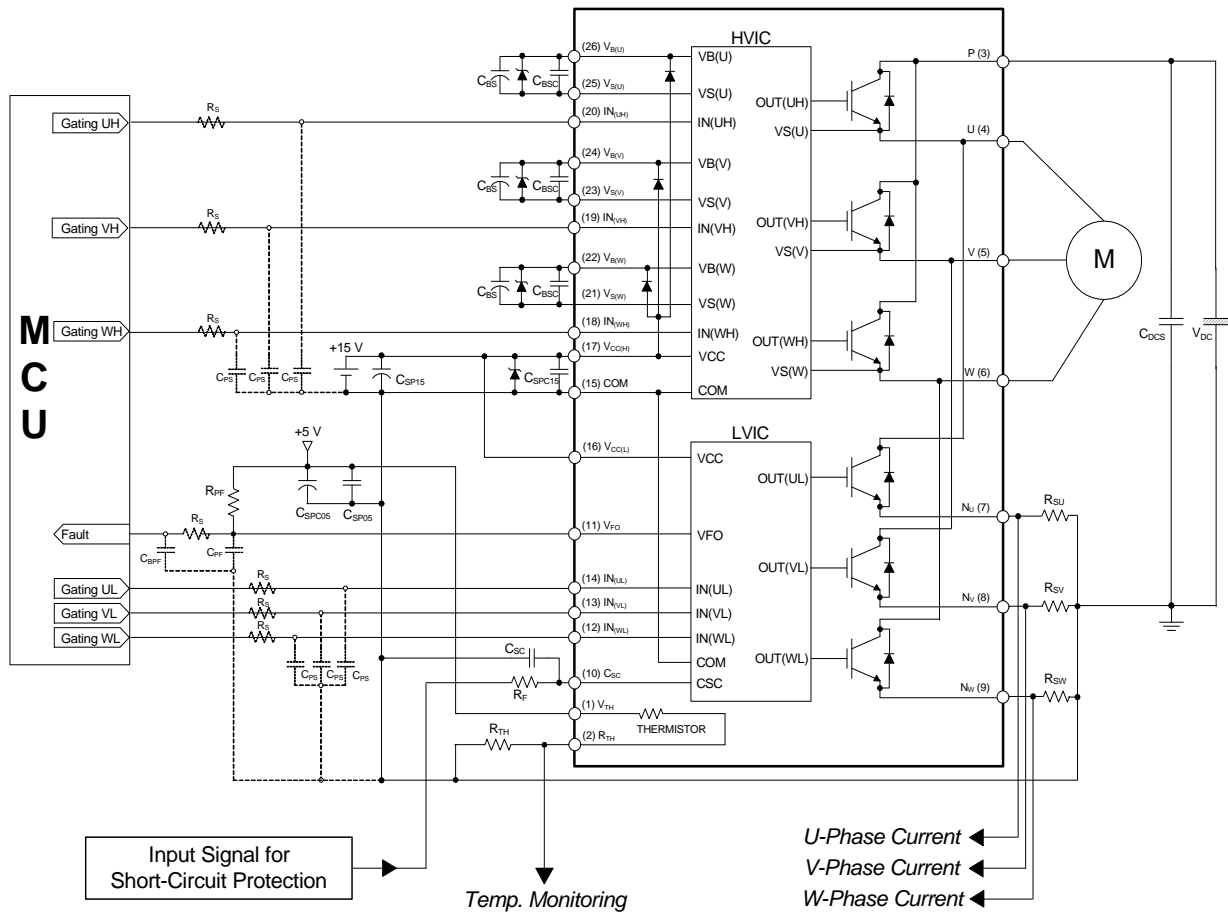 HVIC
(26) VB(U)
VB(U)
P (3)
CBS
CBSC
(25) VS(U)
VS(U)
OUT(UH)
Gating UH
RS
(20) IN(UH)
IN(UH)
VS(U)
U (4)
(24) VB(V)
VB(V)
CBS
CBSC
(23) VS(V)
VS(V)
Gating VH
RS
(19) IN(VH)
IN(VH)
OUT(VH)
VS(V)
V (5)
M
(22) VB(W)
VB(W)
CBS
CBSC
(21) VS(W)
VS(W)
MCU
Gating WH
RS
(18) IN(WH)
IN(WH)
OUT(WH)
CDCS
VDC
+15 V
(17) VCC(H)
VCC
CPS
CPS
CPS
CSP15
CSPC15
VS(W)
W (6)
(15) COM
COM
+5 V
LVIC
(16) VCC(L)
VCC
OUT(UL)
RPF
CSPC05
CSP05
NU (7)
RSU
Fault
RS
(11) VFO
VFO
CBPF
CPF
OUT(VL)
Gating UL
RS
(14) IN(UL)
IN(UL)
Gating VL
RS
(13) IN(VL)
IN(VL)
NV (8)
RSV
Gating WL
RS
(12) IN(WL)
IN(WL)
CSC
COM
OUT(WL)
CPS
CPS
CPS
RF
(10) CSC
CSC
NW (9)
RSW
(1) VTH
THERMISTOR
RTH
(2) RTH
Input Signal for
Short-Circuit Protection
Temp. Monitoring
U-Phase Current
V-Phase Current
W-Phase Current